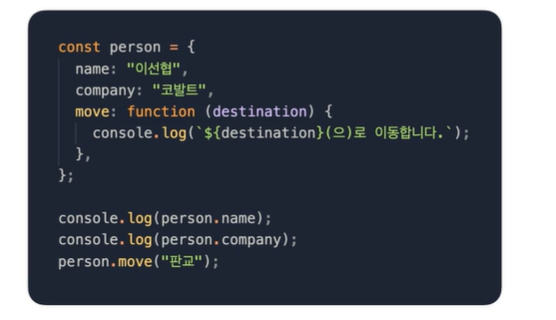 const person = {
  name: "이선협",
  company: "코발트",
  move: function (destination) {
    console.log(`${destination}(으)로 이동합니다.`);
  },
};

console.log(person.name);
console.log(person.company);
person.move("판교");